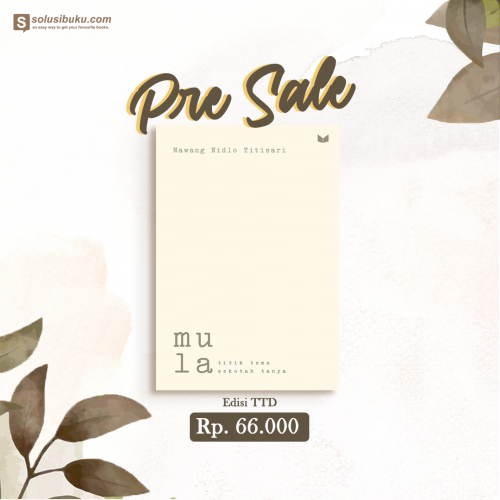 solusibuku.com
an easy way to get your favourite books.
Pre Sale
Nawang Nidlo Titisari
mu
la
titik temu
sekotah tanya
Edisi TTD
Rp. 66.000